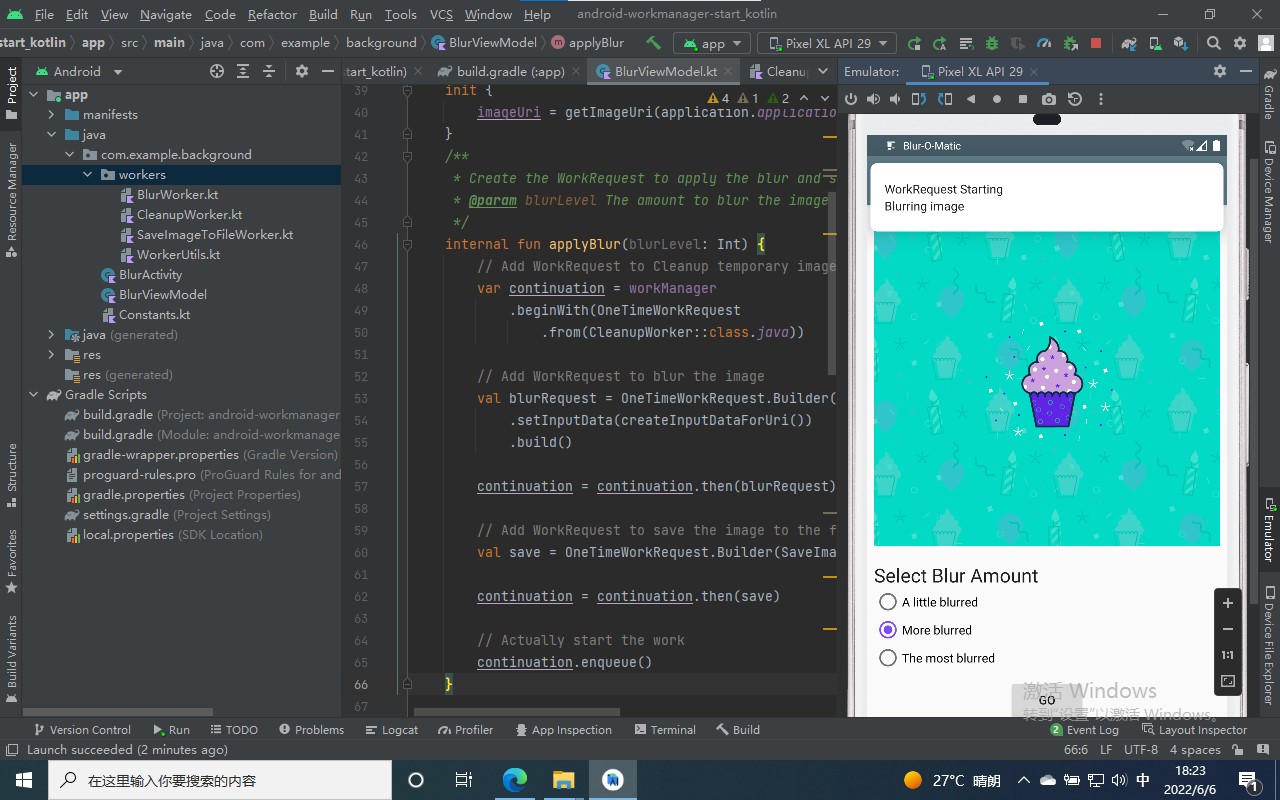 File Edit View Navigate Code Refactor Build Run Tools VCS Window Help android-workmanager-start_kotlin
start_kotlin app src main java com example background BlurViewModel applyBlur app Pixel XL API 29
Android
tart_kotlin) build.gradle (:app) BlurViewModel.kt Cleanu
Emulator: Pixel XL API 29
Project
Resource Manager
Structure
Favorites
Build Variants
app
manifests
java
com.example.background
workers
BlurWorker.kt
CleanupWorker.kt
SaveImageToFileWorker.kt
WorkerUtils.kt
BlurActivity
BlurViewModel
Constants.kt
java (generated)
res
res (generated)
Gradle Scripts
build.gradle (Project: android-workmanager
build.gradle (Module: android-workmanage
gradle-wrapper.properties (Gradle Version)
proguard-rules.pro (ProGuard Rules for and
gradle.properties (Project Properties)
settings.gradle (Project Settings)
local.properties (SDK Location)
4 1 2
39 init {
40 imageUri = getImageUri(application.applicatio
41 }
42 /**
43 * Create the WorkRequest to apply the blur and s
44 * @param blurLevel The amount to blur the image
45 */
46 internal fun applyBlur(blurLevel: Int) {
47 // Add WorkRequest to Cleanup temporary image
48 var continuation = workManager
49 .beginWith(OneTimeWorkRequest
50 .from(CleanupWorker::class.java))
51
52 // Add WorkRequest to blur the image
53 val blurRequest = OneTimeWorkRequest.Builder(
54 .setInputData(createInputDataForUri())
55 .build()
56
57 continuation = continuation.then(blurRequest)
58
59 // Add WorkRequest to save the image to the f
60 val save = OneTimeWorkRequest.Builder(SaveIma
61
62 continuation = continuation.then(save)
63
64 // Actually start the work
65 continuation.enqueue()
66 }
67
Blur-O-Matic
WorkRequest Starting
Blurring image
Select Blur Amount
A little blurred
More blurred
The most blurred
GO
1:1
激活 Windows
转到"设置"以激活 Windows。
Gradle
Device Manager
Emulator
Device File Explorer
Version Control Run TODO Problems Logcat Profiler App Inspection Terminal Build 2 Event Log Layout Inspector
Launch succeeded (2 minutes ago) 66:6 LF UTF-8 4 spaces
在这里输入你要搜索的内容
27°C 晴朗 中
18:23
2022/6/6
1